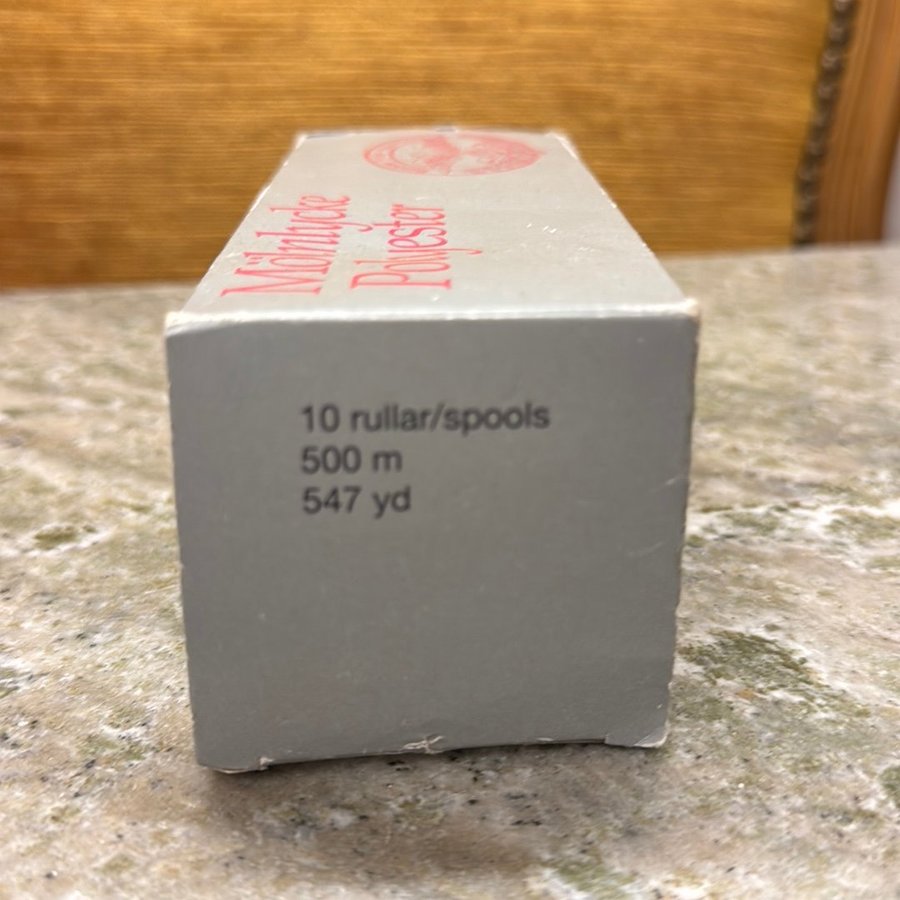 Mölnlycke
Polyester
10 rullar/spools
500 m
547 yd